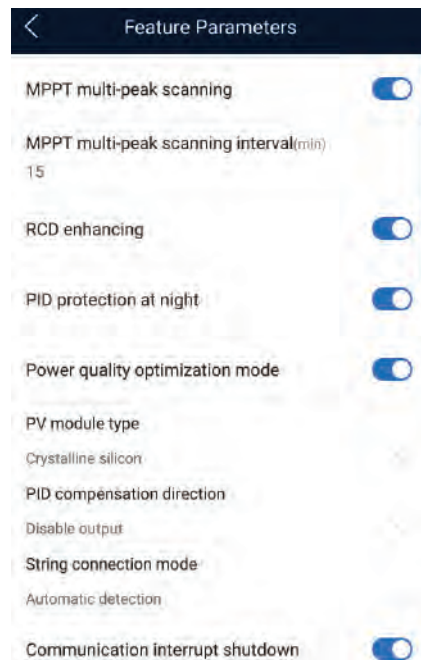 Feature Parameters
MPPT multi-peak scanning
MPPT multi-peak scanning interval(min)
15
RCD enhancing
PID protection at night
Power quality optimization mode
PV module type
Crystalline silicon
PID compensation direction
Disable output
String connection mode
Automatic detection
Communication interrupt shutdown